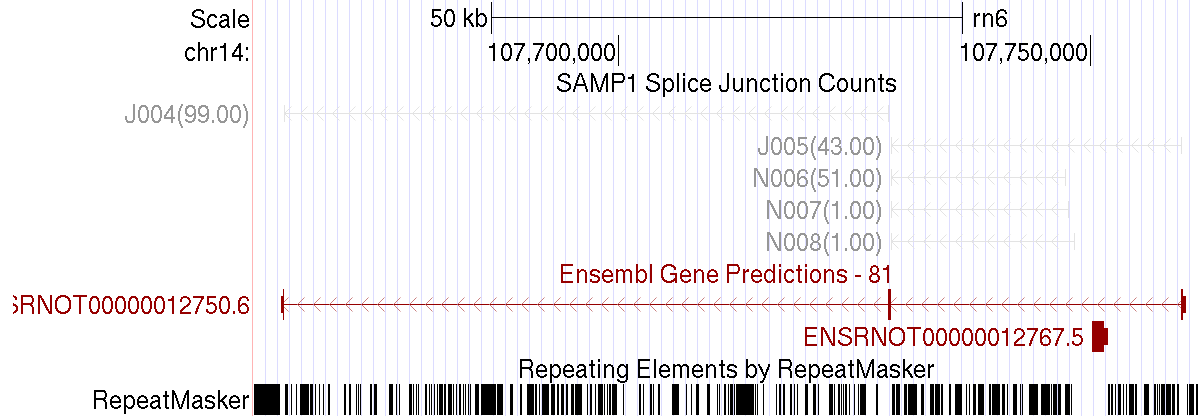 Scale 50 kb rn6
chr14: 107,700,000 107,750,000
SAMP1 Splice Junction Counts
J004(99.00)
J005(43.00)
N006(51.00)
N007(1.00)
N008(1.00)
Ensembl Gene Predictions - 81
SRNOT00000012750.6
ENSRNOT00000012767.5
Repeating Elements by RepeatMasker
RepeatMasker